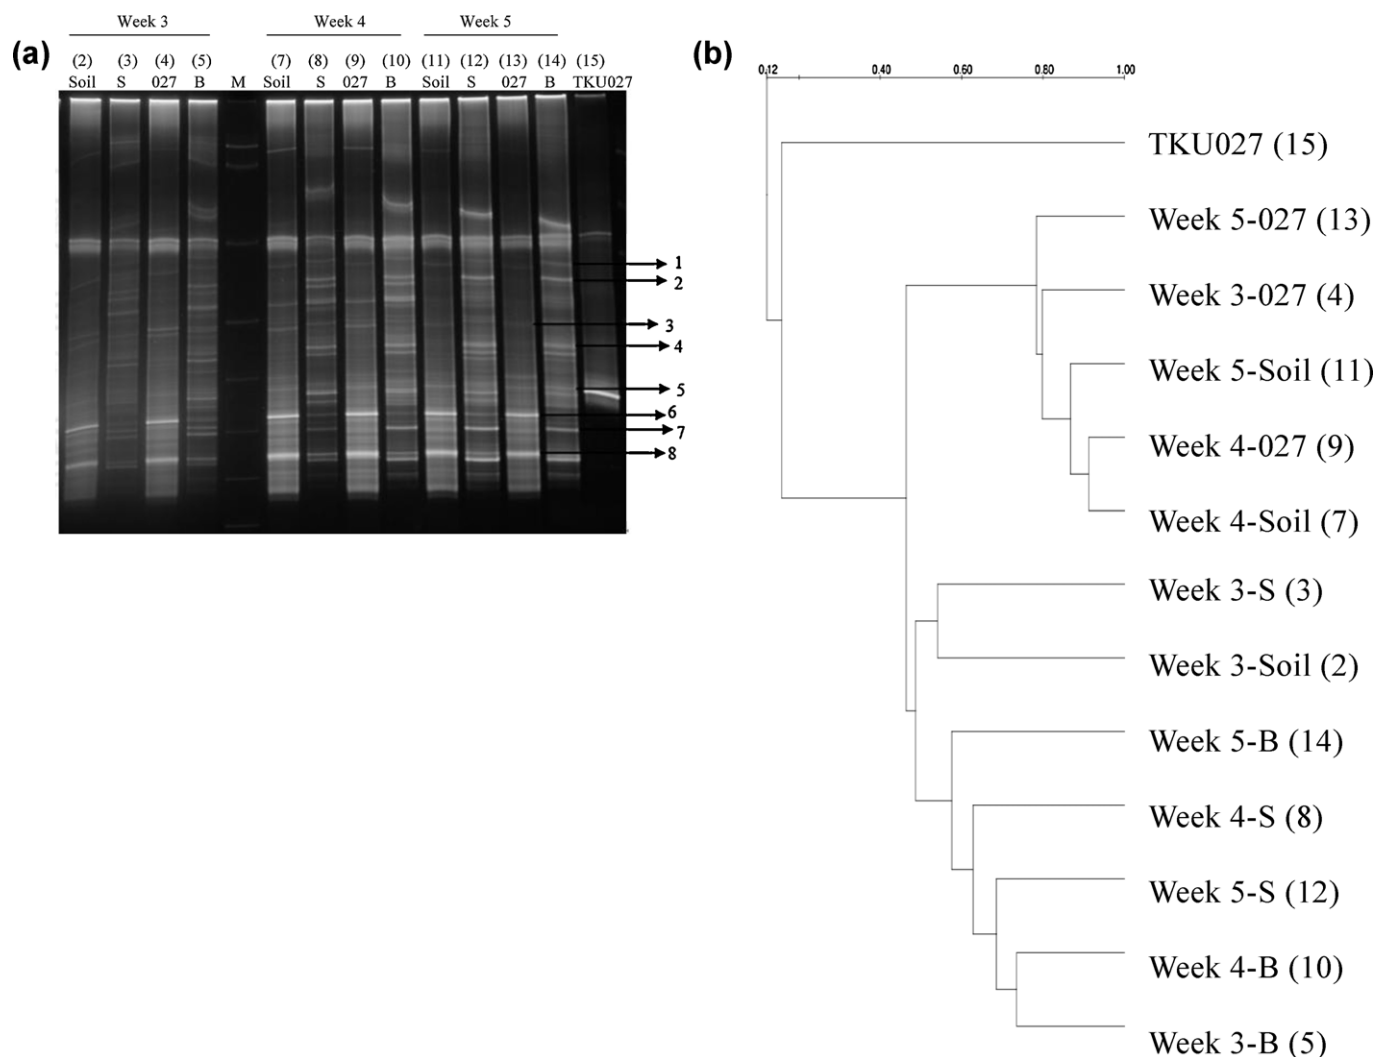 Week 3
Week 4
Week 5
(a)
(2) (3) (4) (5) (7) (8) (9) (10) (11) (12) (13) (14) (15)
Soil S 027 B M Soil S 027 B Soil S 027 B TKU027
1
2
3
4
5
6
7
8
(b)
0.12 0.40 0.60 0.80 1.00
TKU027 (15)
Week 5-027 (13)
Week 3-027 (4)
Week 5-Soil (11)
Week 4-027 (9)
Week 4-Soil (7)
Week 3-S (3)
Week 3-Soil (2)
Week 5-B (14)
Week 4-S (8)
Week 5-S (12)
Week 4-B (10)
Week 3-B (5)